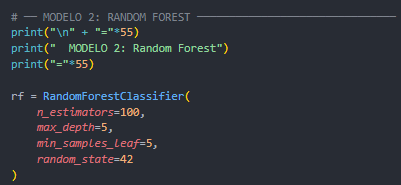 # ── MODELO 2: RANDOM FOREST ──────────────────────────
print("\n" + "="*55)
print("  MODELO 2: Random Forest")
print("="*55)
rf = RandomForestClassifier(
    n_estimators=100,
    max_depth=5,
    min_samples_leaf=5,
    random_state=42
)